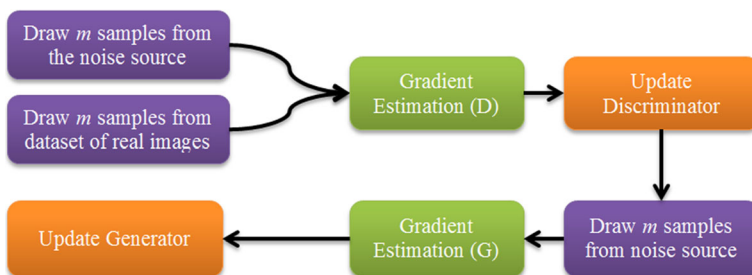 Draw m samples from
the noise source
Draw m samples from
dataset of real images
Gradient
Estimation (D)
Update
Discriminator
Draw m samples
from noise source
Gradient
Estimation (G)
Update Generator